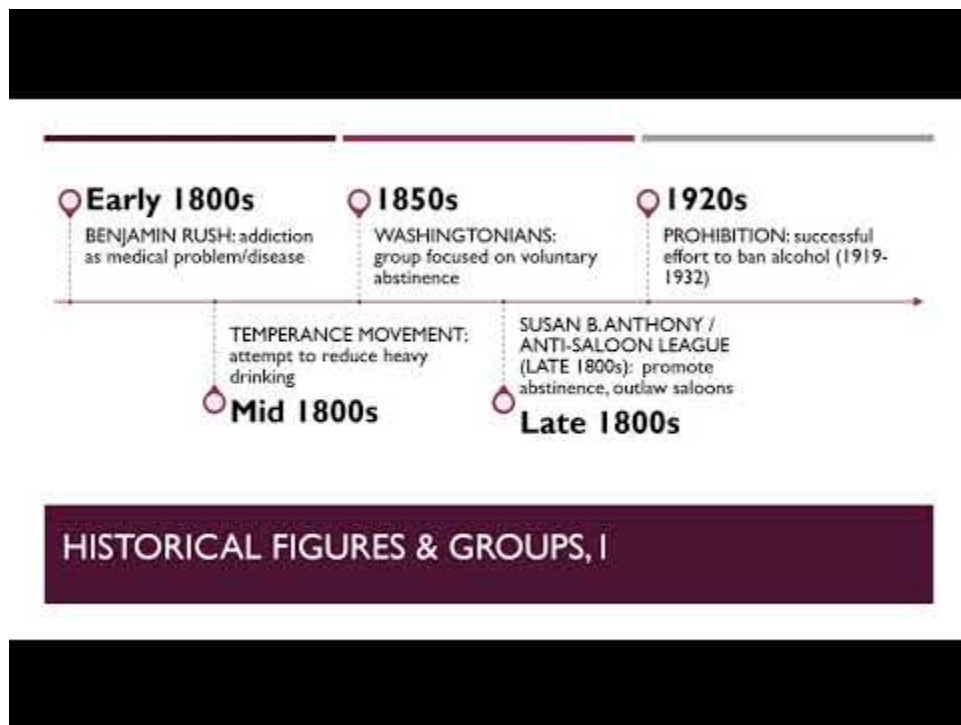 Early 1800s
BENJAMIN RUSH: addiction
as medical problem/disease
TEMPERANCE MOVEMENT:
attempt to reduce heavy
drinking
Mid 1800s
1850s
WASHINGTONIANS:
group focused on voluntary
abstinence
SUSAN B. ANTHONY /
ANTI-SALOON LEAGUE
(LATE 1800s): promote
abstinence, outlaw saloons
Late 1800s
1920s
PROHIBITION: successful
effort to ban alcohol (1919-
1932)
HISTORICAL FIGURES & GROUPS, I